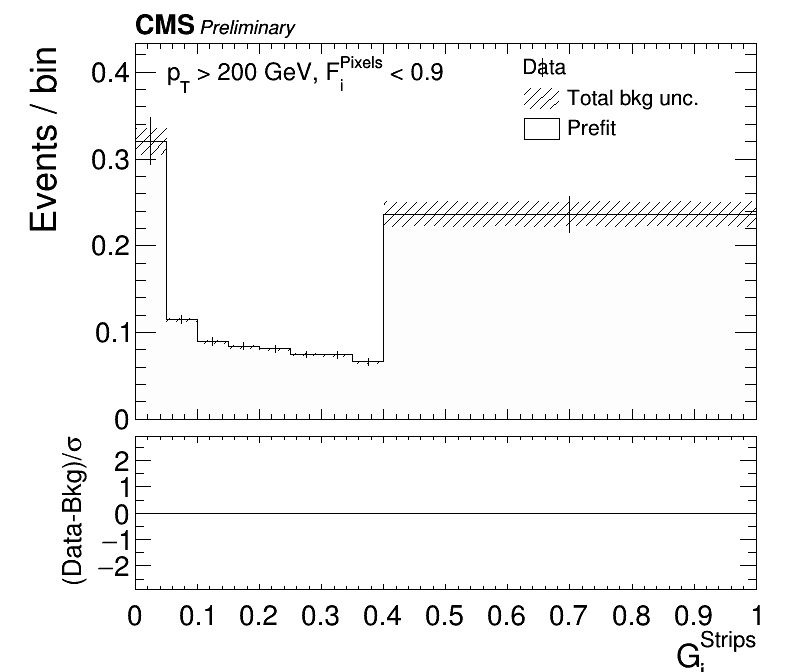 CMS Preliminary
Events / bin
p_T > 200 GeV, F_i^Pixels < 0.9
Data
Total bkg unc.
Prefit
0.4
0.3
0.2
0.1
0
(Data-Bkg)/σ
2
1
0
−1
−2
0 0.1 0.2 0.3 0.4 0.5 0.6 0.7 0.8 0.9 1
G_i^Strips